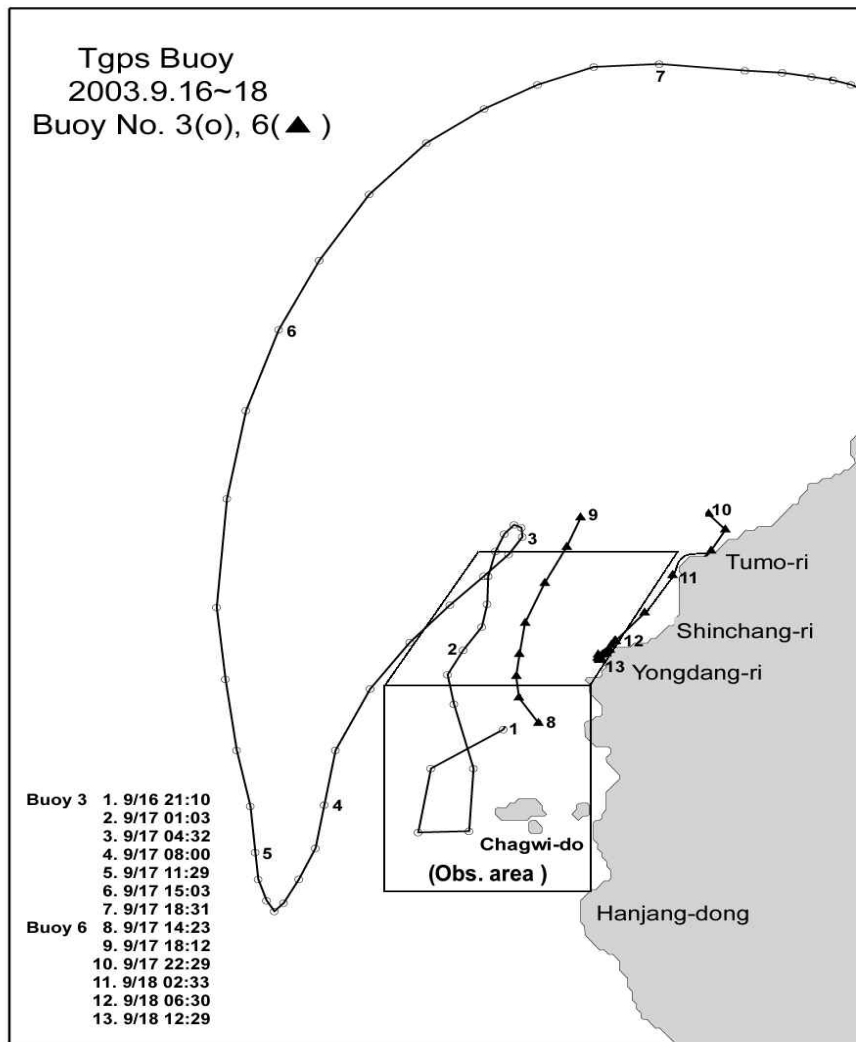 Tgps Buoy
2003.9.16~18
Buoy No. 3(o), 6(▲ )
7
6
9
10
3
Tumo-ri
11
Shinchang-ri
12
2
13
Yongdang-ri
8
1
4
Chagwi-do
5
(Obs. area )
Hanjang-dong
Buoy 3 1. 9/16 21:10
2. 9/17 01:03
3. 9/17 04:32
4. 9/17 08:00
5. 9/17 11:29
6. 9/17 15:03
7. 9/17 18:31
Buoy 6 8. 9/17 14:23
9. 9/17 18:12
10. 9/17 22:29
11. 9/18 02:33
12. 9/18 06:30
13. 9/18 12:29